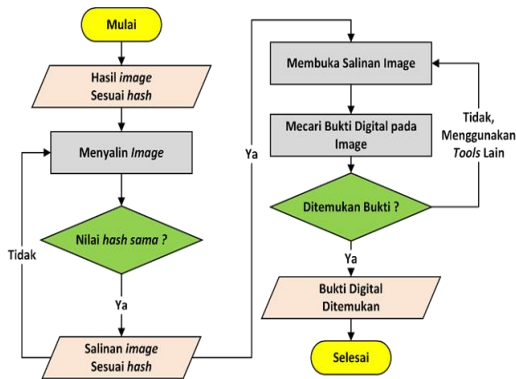 Mulai
Hasil image
Sesuai hash
Menyalin Image
Nilai hash sama ?
Tidak
Ya
Salinan image
Sesuai hash
Ya
Membuka Salinan Image
Mecari Bukti Digital pada
Image
Tidak,
Menggunakan
Tools Lain
Ditemukan Bukti ?
Ya
Bukti Digital
Ditemukan
Selesai